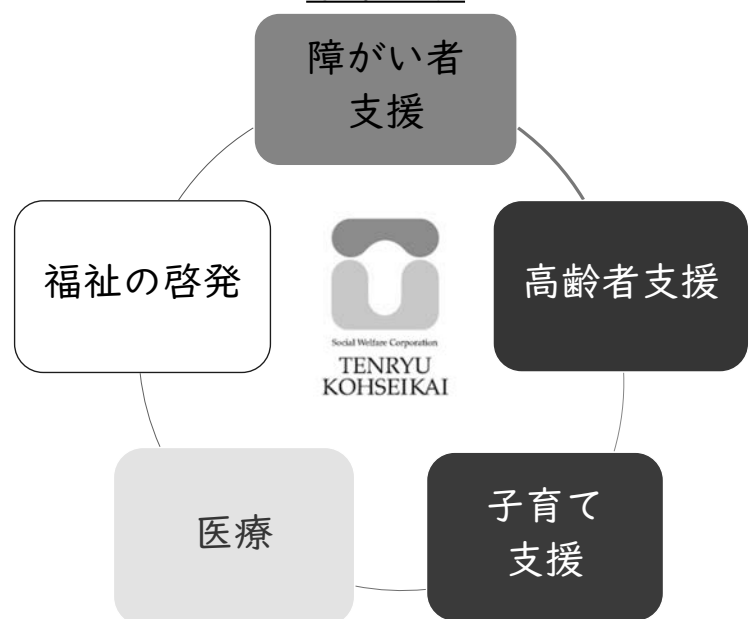 障がい者
支援
福祉の啓発
高齢者支援
Social Welfare Corporation
TENRYU
KOHSEIKAI
医療
子育て
支援